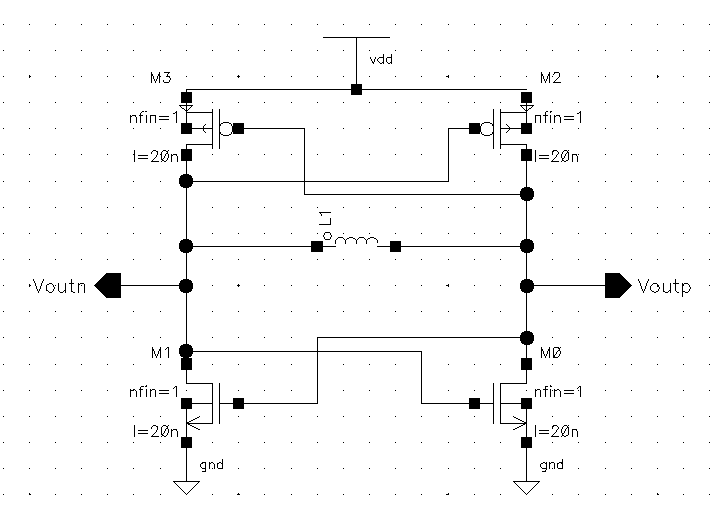 vdd
M3
M2
nfin=1
nfin=1
l=20n
l=20n
L1
Voutn
Voutp
M1
M0
nfin=1
nfin=1
l=20n
l=20n
gnd
gnd